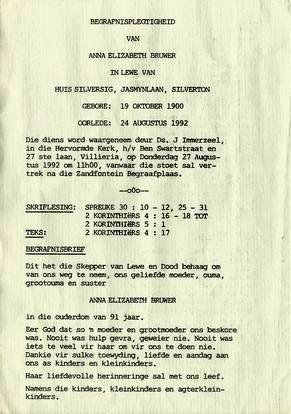 BEGRAFNISPLEGTIGHEID
VAN
ANNA ELIZABETH BRUWER
IN LEWE VAN
HUIS SILVERSIG, JASMYNLAAN, SILVERTON
GEBORE: 19 OKTOBER 1900
OORLEDE: 24 AUGUSTUS 1992
Die diens word waargeneem deur Ds. J Immerzeel,
in die Hervormde Kerk, h/v Ben Swartstraat en
27 ste laan, Villieria, op Donderdag 27 Augus-
tus 1992 om 11h00, vanwaar die stoet sal ver-
trek na die Zandfontein Begraafplaas.
--oOo--
SKRIFLESING: SPREUKE 30 : 10 - 12, 25 - 31
2 KORINTHIËRS 4 : 16 - 18 TOT
2 KORINTHIËRS 5 : 1
TEKS: 2 KORINTHIËRS 4 : 17
BEGRAFNISBRIEF
Dit het die Skepper van Lewe en Dood behaag om
van ons weg te neem, ons geliefde moeder, ouma,
grootouma en suster
ANNA ELIZABETH BRUWER
in die ouderdom van 91 jaar.
Eer God dat so 'n moeder en grootmoeder ons beskore
was. Nooit was hulp gevra, geweier nie. Nooit was
iets te veel vir haar om vir ons te doen nie.
Dankie vir sulke toewyding, liefde en aandag aan
ons as kinders en kleinkinders.
Haar liefdevolle herinneringe sal met ons leef.
Namens die kinders, kleinkinders en agterklein-
kinders.